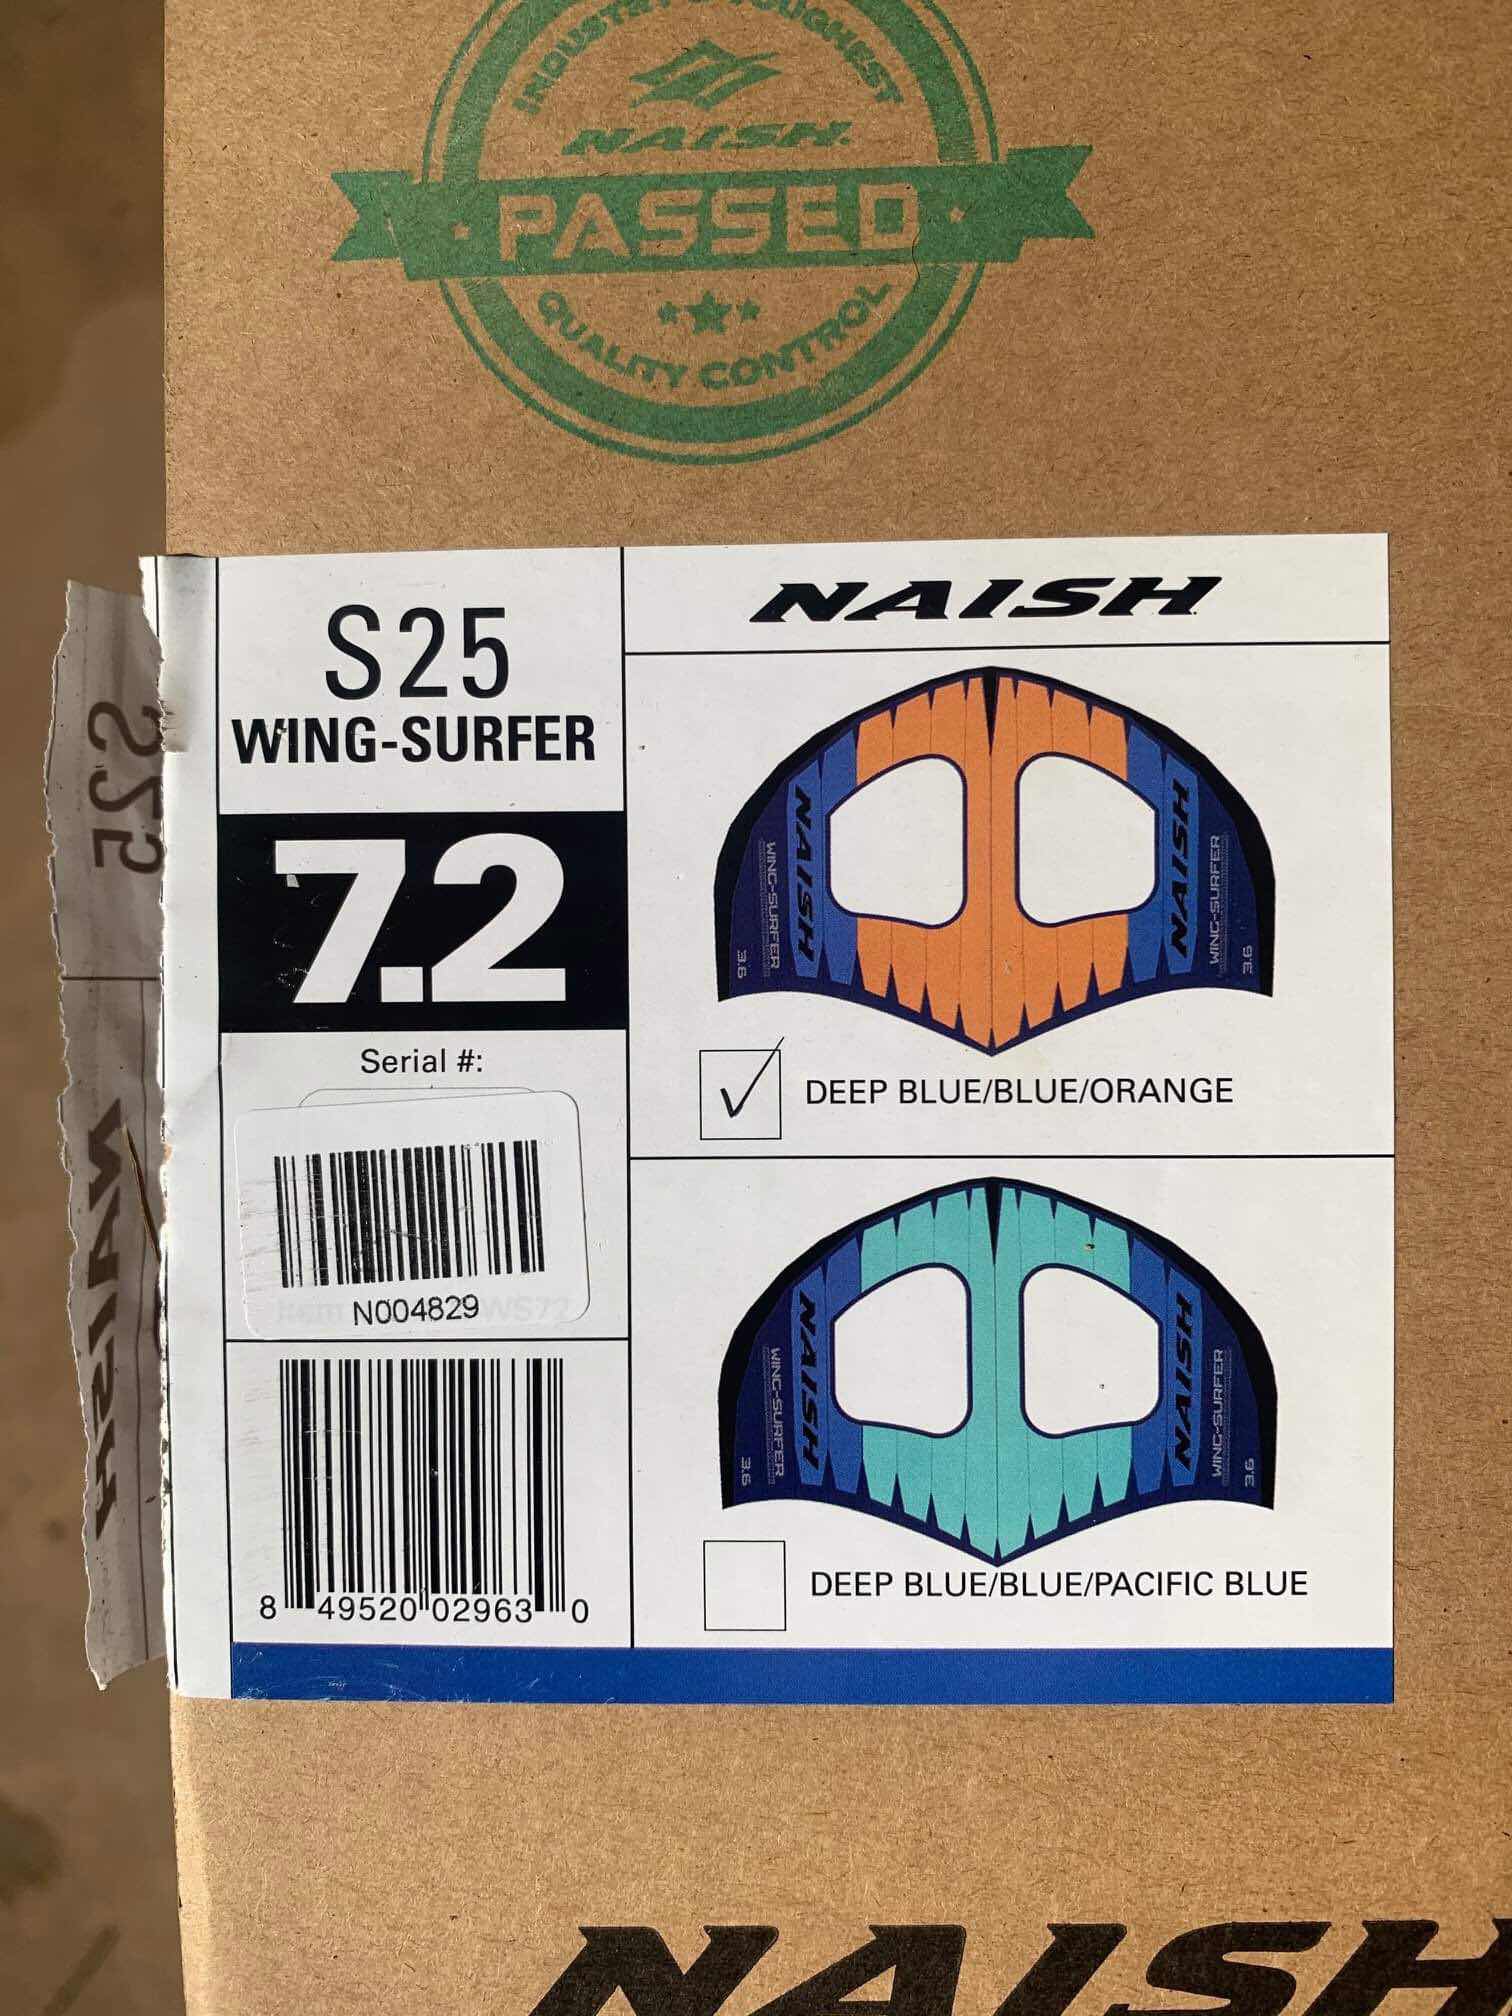 INDUSTRY'S TOUGHEST
NAISH.
PASSED
QUALITY CONTROL
S25
WING-SURFER
7.2
Serial #:
N004829
8 49520 02963 0
NAISH
NAISH
WING-SURFER
3.6
NAISH
WING-SURFER
3.6
DEEP BLUE/BLUE/ORANGE
NAISH
WING-SURFER
3.6
NAISH
WING-SURFER
3.6
DEEP BLUE/BLUE/PACIFIC BLUE
S25
NAISH
NAISH